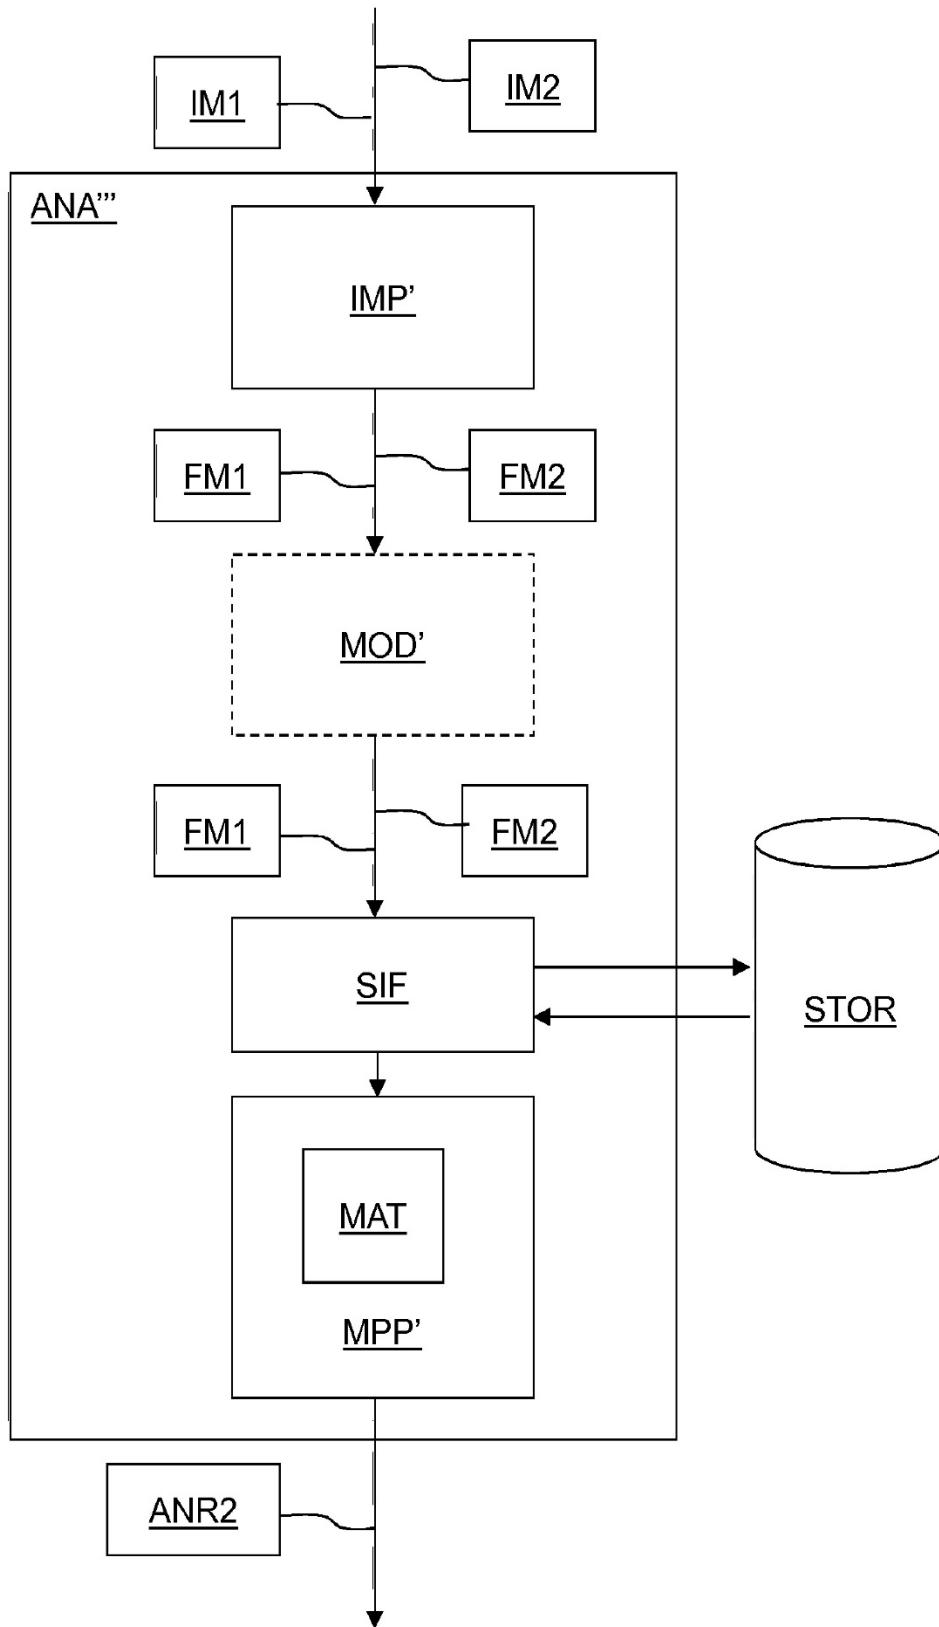 IM1
IM2
ANA’’’
IMP’
FM1
FM2
MOD’
FM1
FM2
SIF
STOR
MAT
MPP’
ANR2